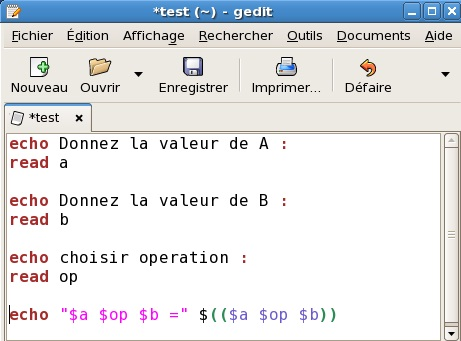 *test (~) - gedit
Fichier Édition Affichage Rechercher Outils Documents Aide
Nouveau Ouvrir Enregistrer Imprimer... Défaire
*test
echo Donnez la valeur de A :
read a
echo Donnez la valeur de B :
read b
echo choisir operation :
read op
echo "$a $op $b =" $(($a $op $b))